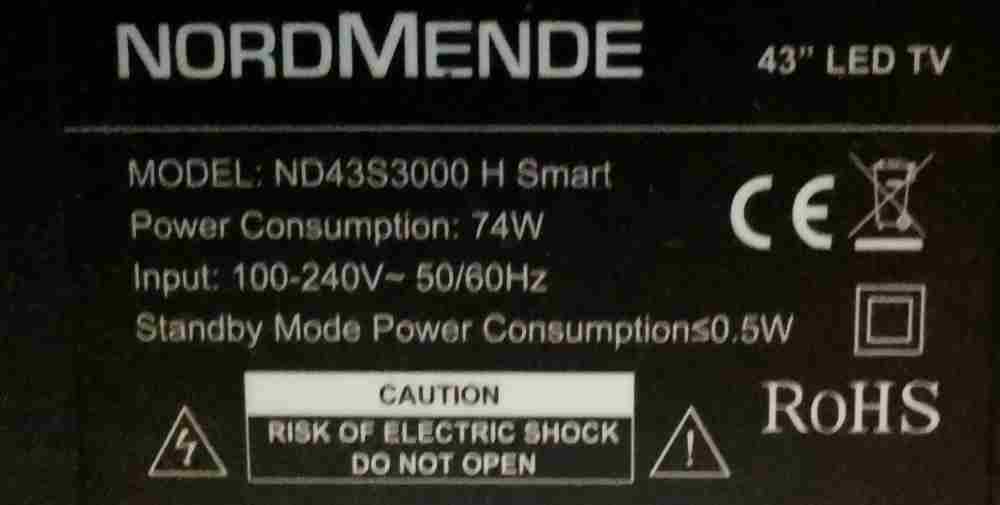 NORDMENDE
43” LED TV
MODEL: ND43S3000 H Smart
Power Consumption: 74W
Input: 100-240V~ 50/60Hz
Standby Mode Power Consumption≤0.5W
CE
RoHS
CAUTION
RISK OF ELECTRIC SHOCK
DO NOT OPEN